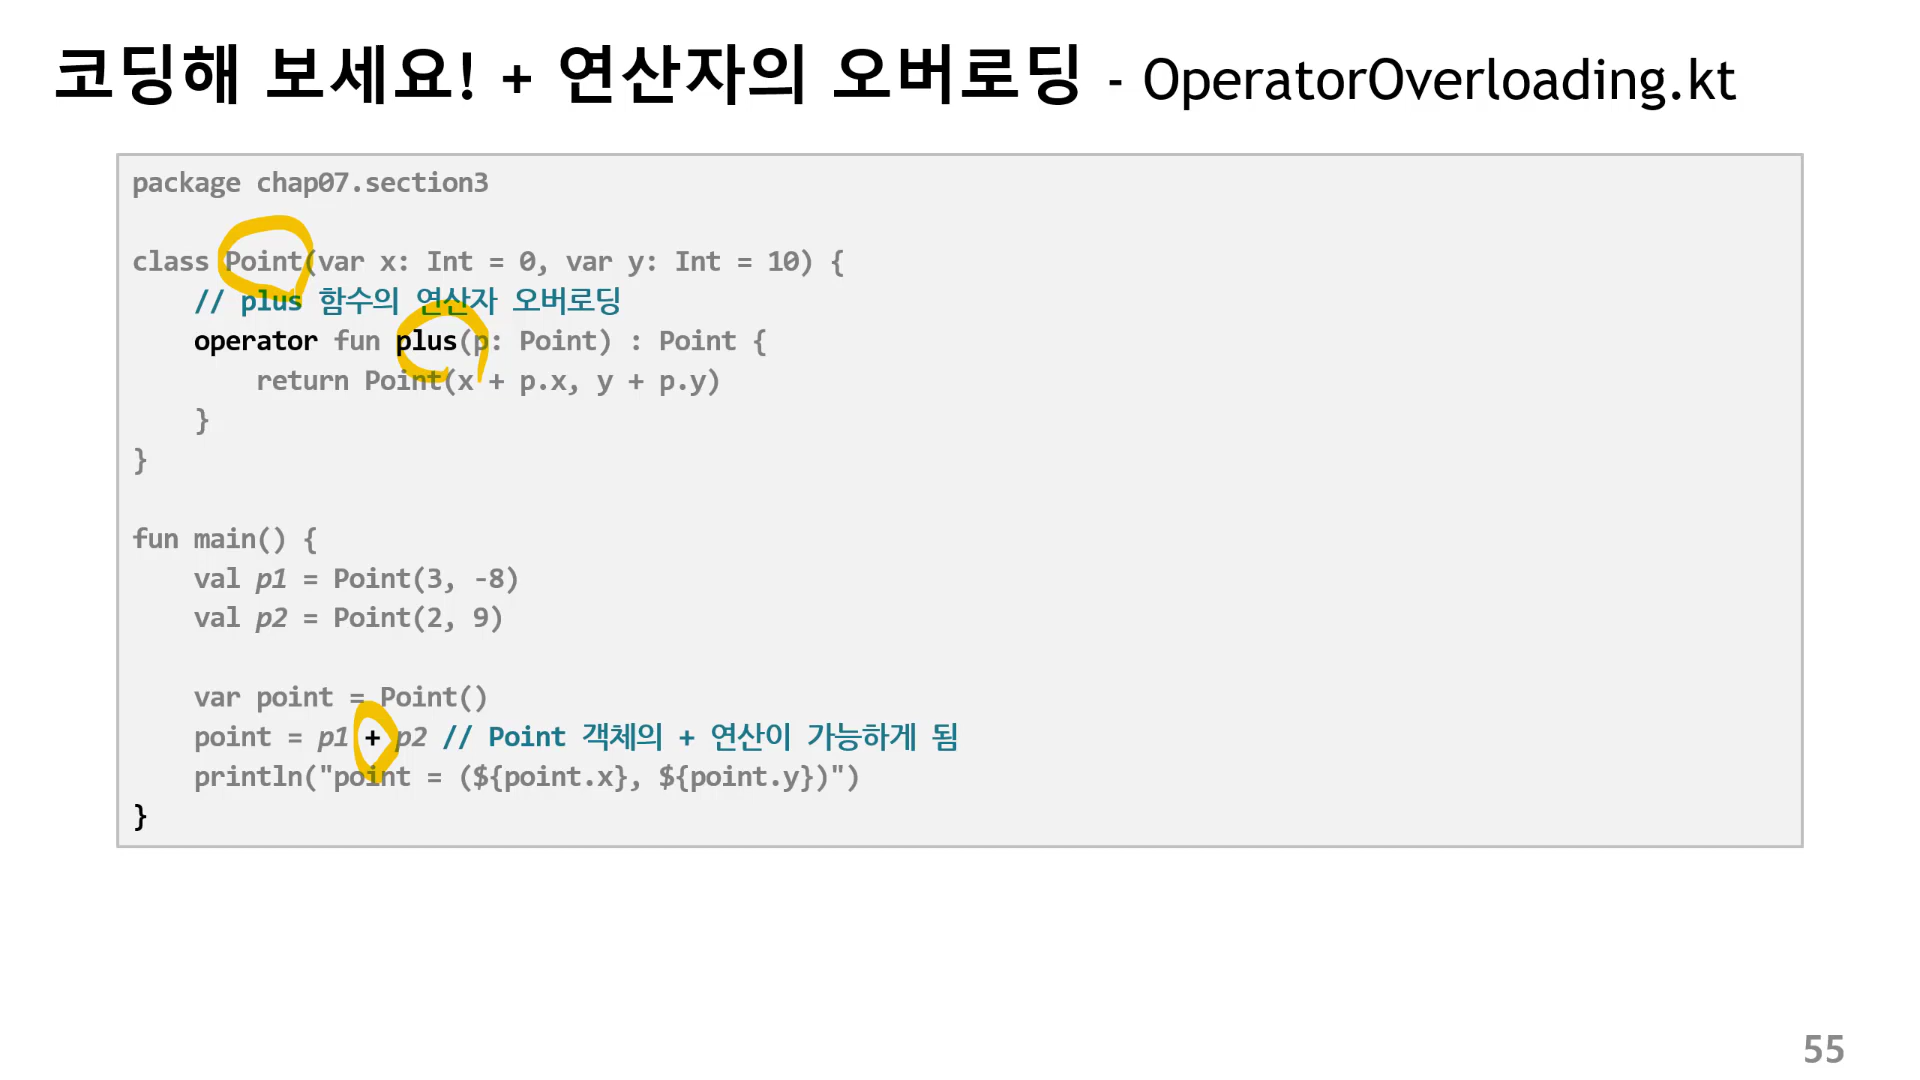 코딩해 보세요! + 연산자의 오버로딩 - OperatorOverloading.kt
package chap07.section3
class Point(var x: Int = 0, var y: Int = 10) {
// plus 함수의 연산자 오버로딩
operator fun plus(p: Point) : Point {
return Point(x + p.x, y + p.y)
}
}
fun main() {
val p1 = Point(3, -8)
val p2 = Point(2, 9)
var point = Point()
point = p1 + p2 // Point 객체의 + 연산이 가능하게 됨
println("point = (${point.x}, ${point.y})")
}
55